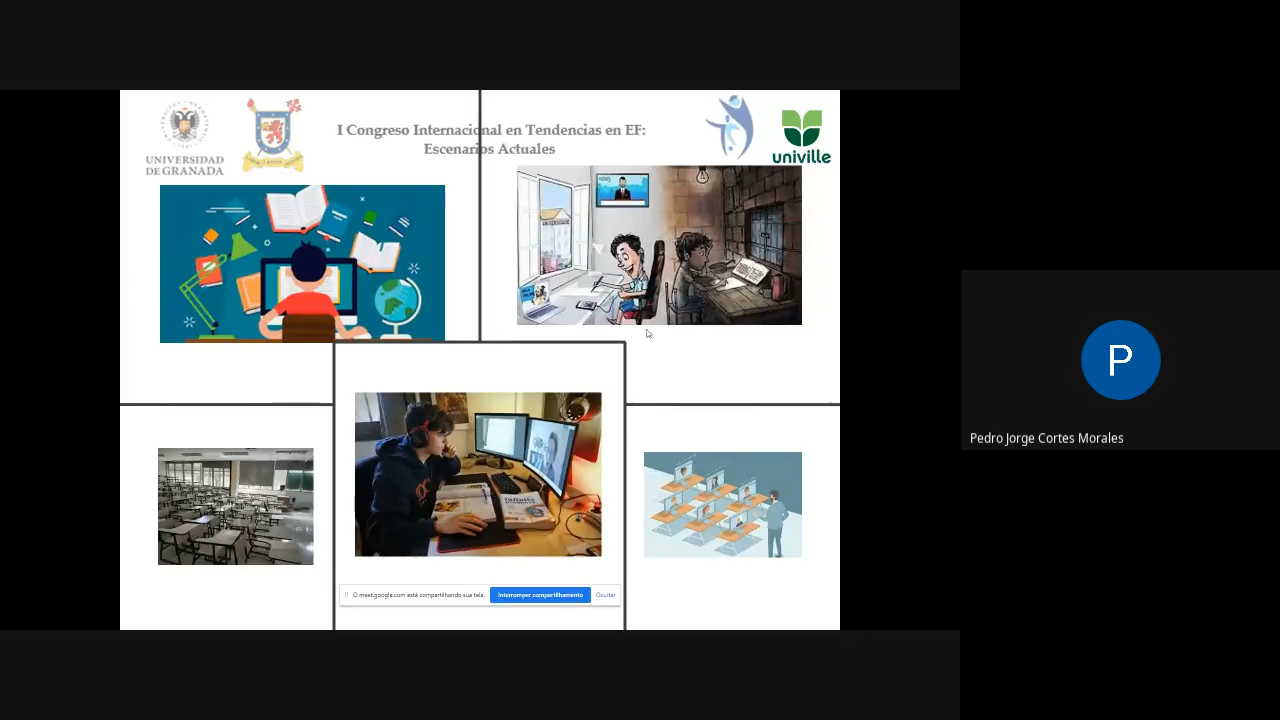 I Congreso Internacional en Tendencias en EF:
Escenarios Actuales
UNIVERSIDAD
DE GRANADA
univille
NEWS
UNIVERSIDADE
O meet.google.com está compartilhando sua tela.
Interromper compartilhamento
Ocultar
P
Pedro Jorge Cortes Morales